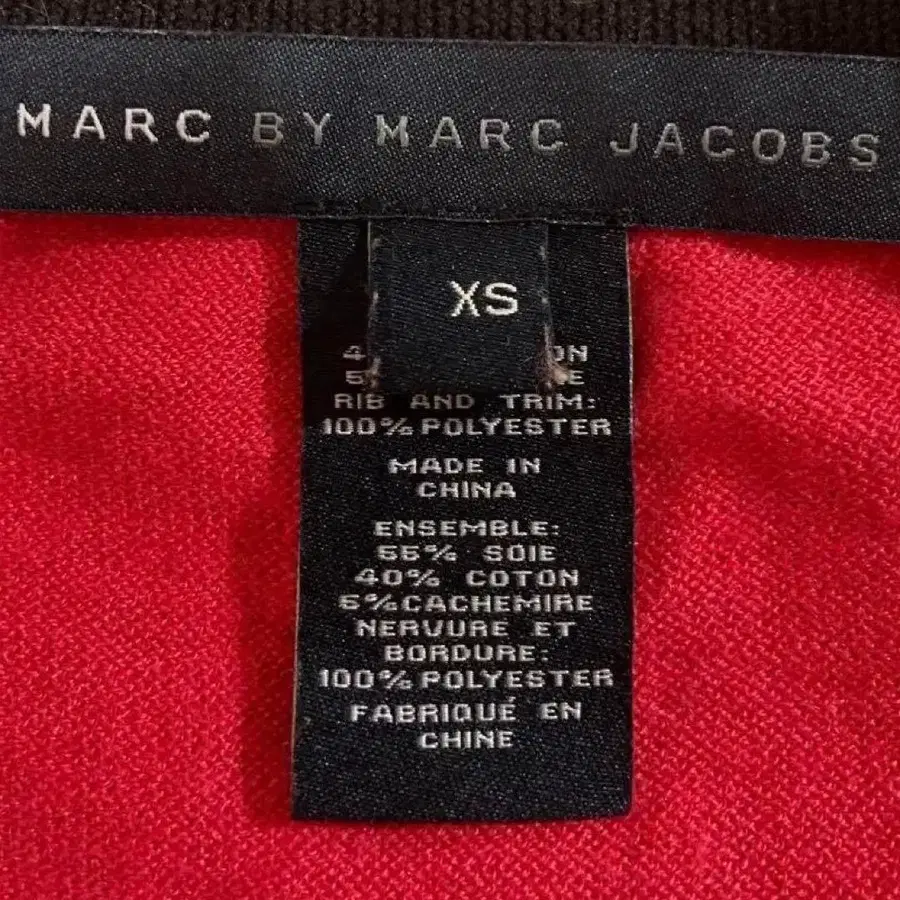 MARC BY MARC JACOBS
XS
RIB AND TRIM:
100% POLYESTER
MADE IN
CHINA
ENSEMBLE:
55% SOIE
40% COTON
5% CACHEMIRE
NERVURE ET
BORDURE:
100% POLYESTER
FABRIQUÉ EN
CHINE